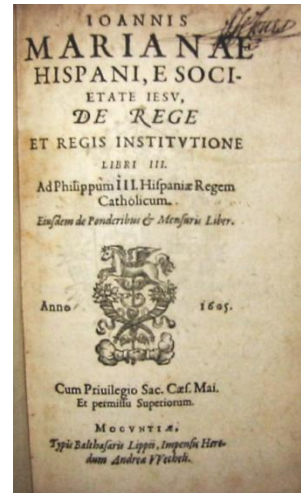 IOANNIS
MARIANAE
HISPANI, E SOCI-
ETATE IESV,
DE REGE
ET REGIS INSTITVTIONE
LIBRI III.
Ad Philippum III. Hispaniæ Regem
Catholicum.
Eiusdem de Ponderibus & Mensuris Liber.
Anno 1605.
Cum Priuilegio Sac. Cæs. Mai.
Et permissu Superiorum.
MOGVNTIÆ,
Typis Balthasaris Lippii, Impensis Here-
dum Andreæ VVecheli.